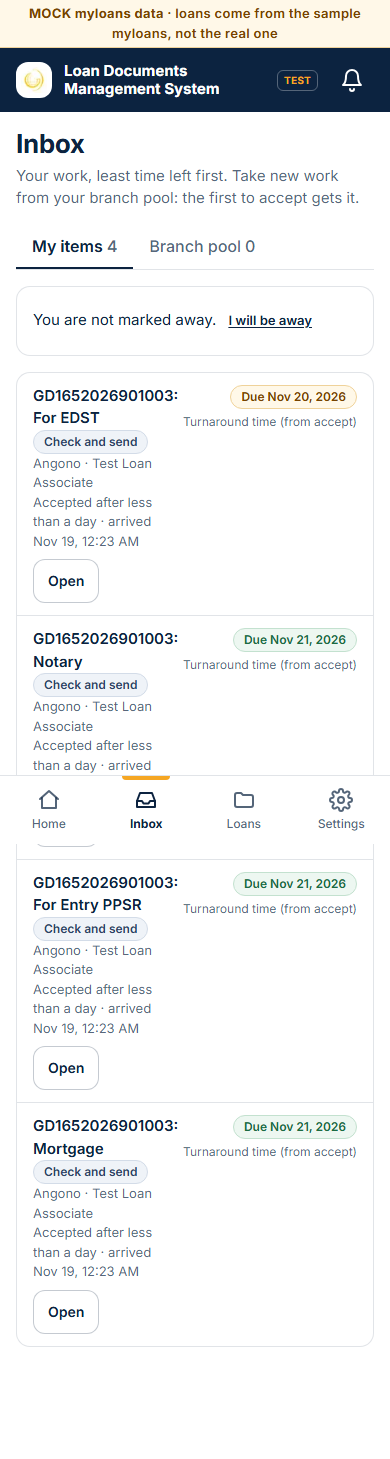 MOCK myloans data · loans come from the sample
myloans, not the real one
Loan Documents
Management System
TEST
Inbox
Your work, least time left first. Take new work
from your branch pool: the first to accept gets it.
My items 4
Branch pool 0
You are not marked away. I will be away
GD1652026901003:
For EDST
Due Nov 20, 2026
Turnaround time (from accept)
Check and send
Angono · Test Loan
Associate
Accepted after less
than a day · arrived
Nov 19, 12:23 AM
Open
GD1652026901003:
Notary
Due Nov 21, 2026
Turnaround time (from accept)
Check and send
Angono · Test Loan
Associate
Accepted after less
than a day · arrived
Home
Inbox
Loans
Settings
GD1652026901003:
For Entry PPSR
Due Nov 21, 2026
Turnaround time (from accept)
Check and send
Angono · Test Loan
Associate
Accepted after less
than a day · arrived
Nov 19, 12:23 AM
Open
GD1652026901003:
Mortgage
Due Nov 21, 2026
Turnaround time (from accept)
Check and send
Angono · Test Loan
Associate
Accepted after less
than a day · arrived
Nov 19, 12:23 AM
Open